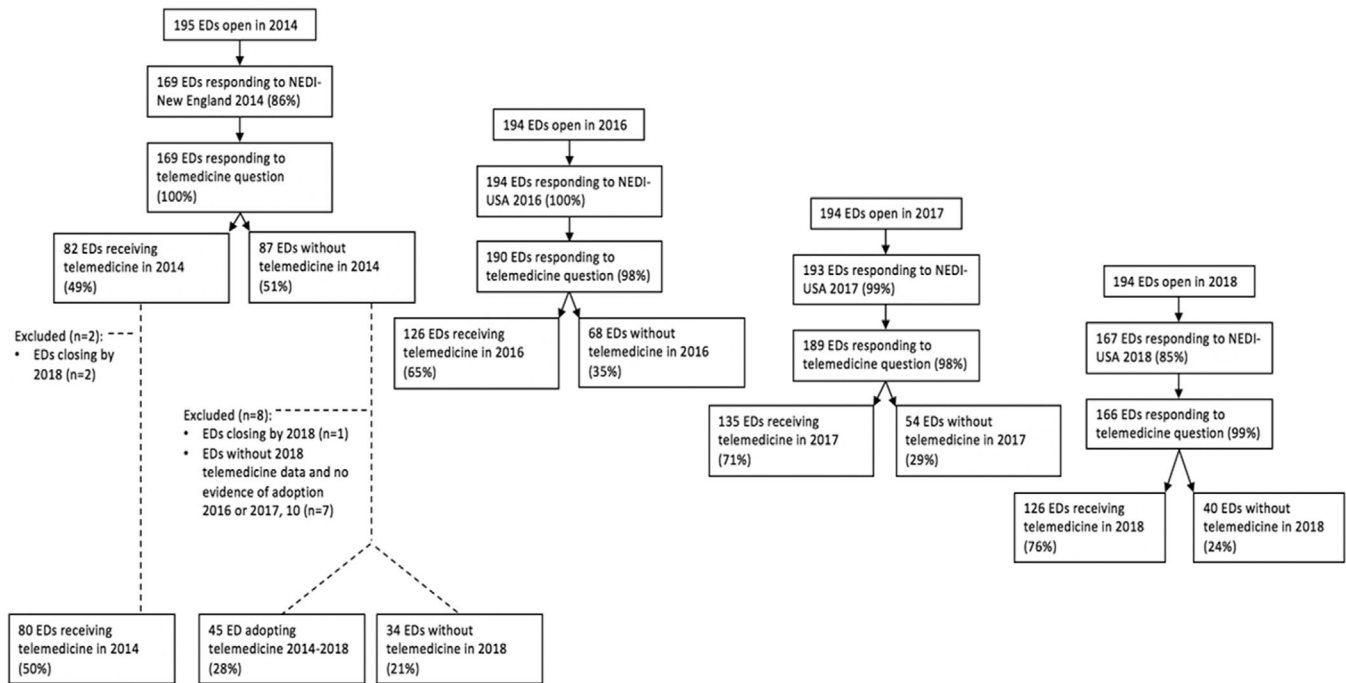 195 EDs open in 2014
169 EDs responding to NEDI-
New England 2014 (86%)
169 EDs responding to
telemedicine question
(100%)
82 EDs receiving
telemedicine in 2014
(49%)
87 EDs without
telemedicine in 2014
(51%)
Excluded (n=2):
• EDs closing by
2018 (n=2)
Excluded (n=8):
• EDs closing by 2018 (n=1)
• EDs without 2018
telemedicine data and no
evidence of adoption
2016 or 2017, 10 (n=7)
80 EDs receiving
telemedicine in 2014
(50%)
45 ED adopting
telemedicine 2014-2018
(28%)
34 EDs without
telemedicine in 2018
(21%)
194 EDs open in 2016
194 EDs responding to NEDI-
USA 2016 (100%)
190 EDs responding to
telemedicine question (98%)
126 EDs receiving
telemedicine in 2016
(65%)
68 EDs without
telemedicine in 2016
(35%)
194 EDs open in 2017
193 EDs responding to NEDI-
USA 2017 (99%)
189 EDs responding to
telemedicine question (98%)
135 EDs receiving
telemedicine in 2017
(71%)
54 EDs without
telemedicine in 2017
(29%)
194 EDs open in 2018
167 EDs responding to NEDI-
USA 2018 (85%)
166 EDs responding to
telemedicine question (99%)
126 EDs receiving
telemedicine in 2018
(76%)
40 EDs without
telemedicine in 2018
(24%)